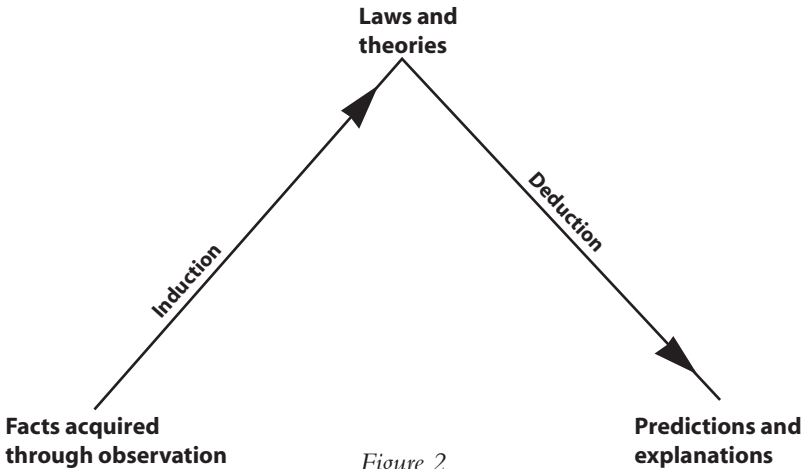 Laws and
theories
Induction
Deduction
Facts acquired
through observation
Predictions and
explanations
Figure 2